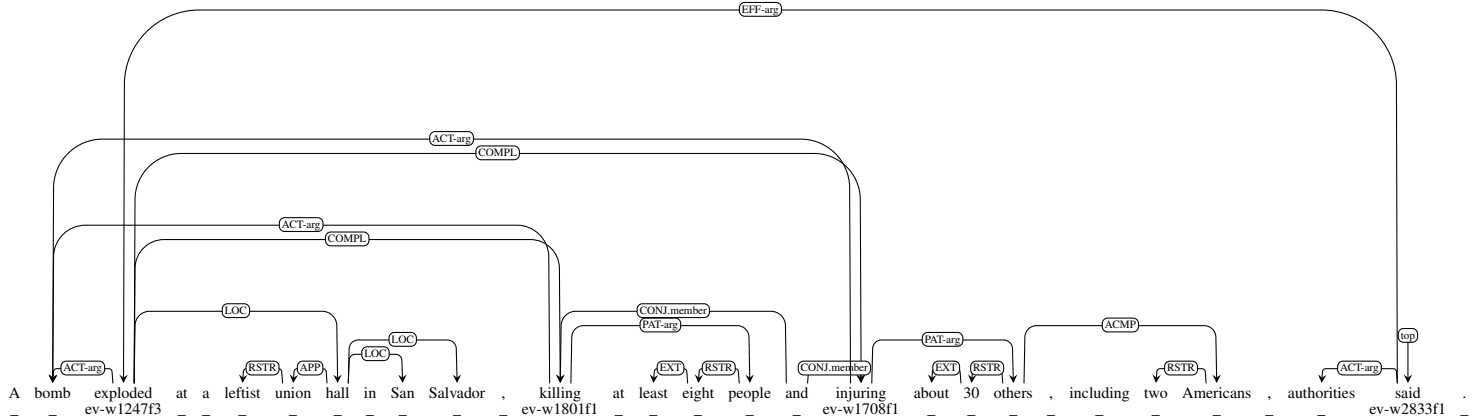 EFF-arg
ACT-arg
COMPL
ACT-arg
COMPL
LOC CONJ.member
PAT-arg ACMP
top
LOC PAT-arg
LOC
ACT-arg RSTR APP EXT RSTR CONJ.member EXT RSTR RSTR ACT-arg
A bomb exploded at a leftist union hall in San Salvador , killing at least eight people and injuring about 30 others , including two Americans , authorities said .
_ _ ev-w1247f3 _ _ _ _ _ _ _ _ _ ev-w1801f1 _ _ _ _ _ ev-w1708f1 _ _ _ _ _ _ _ _ _ ev-w2833f1 _